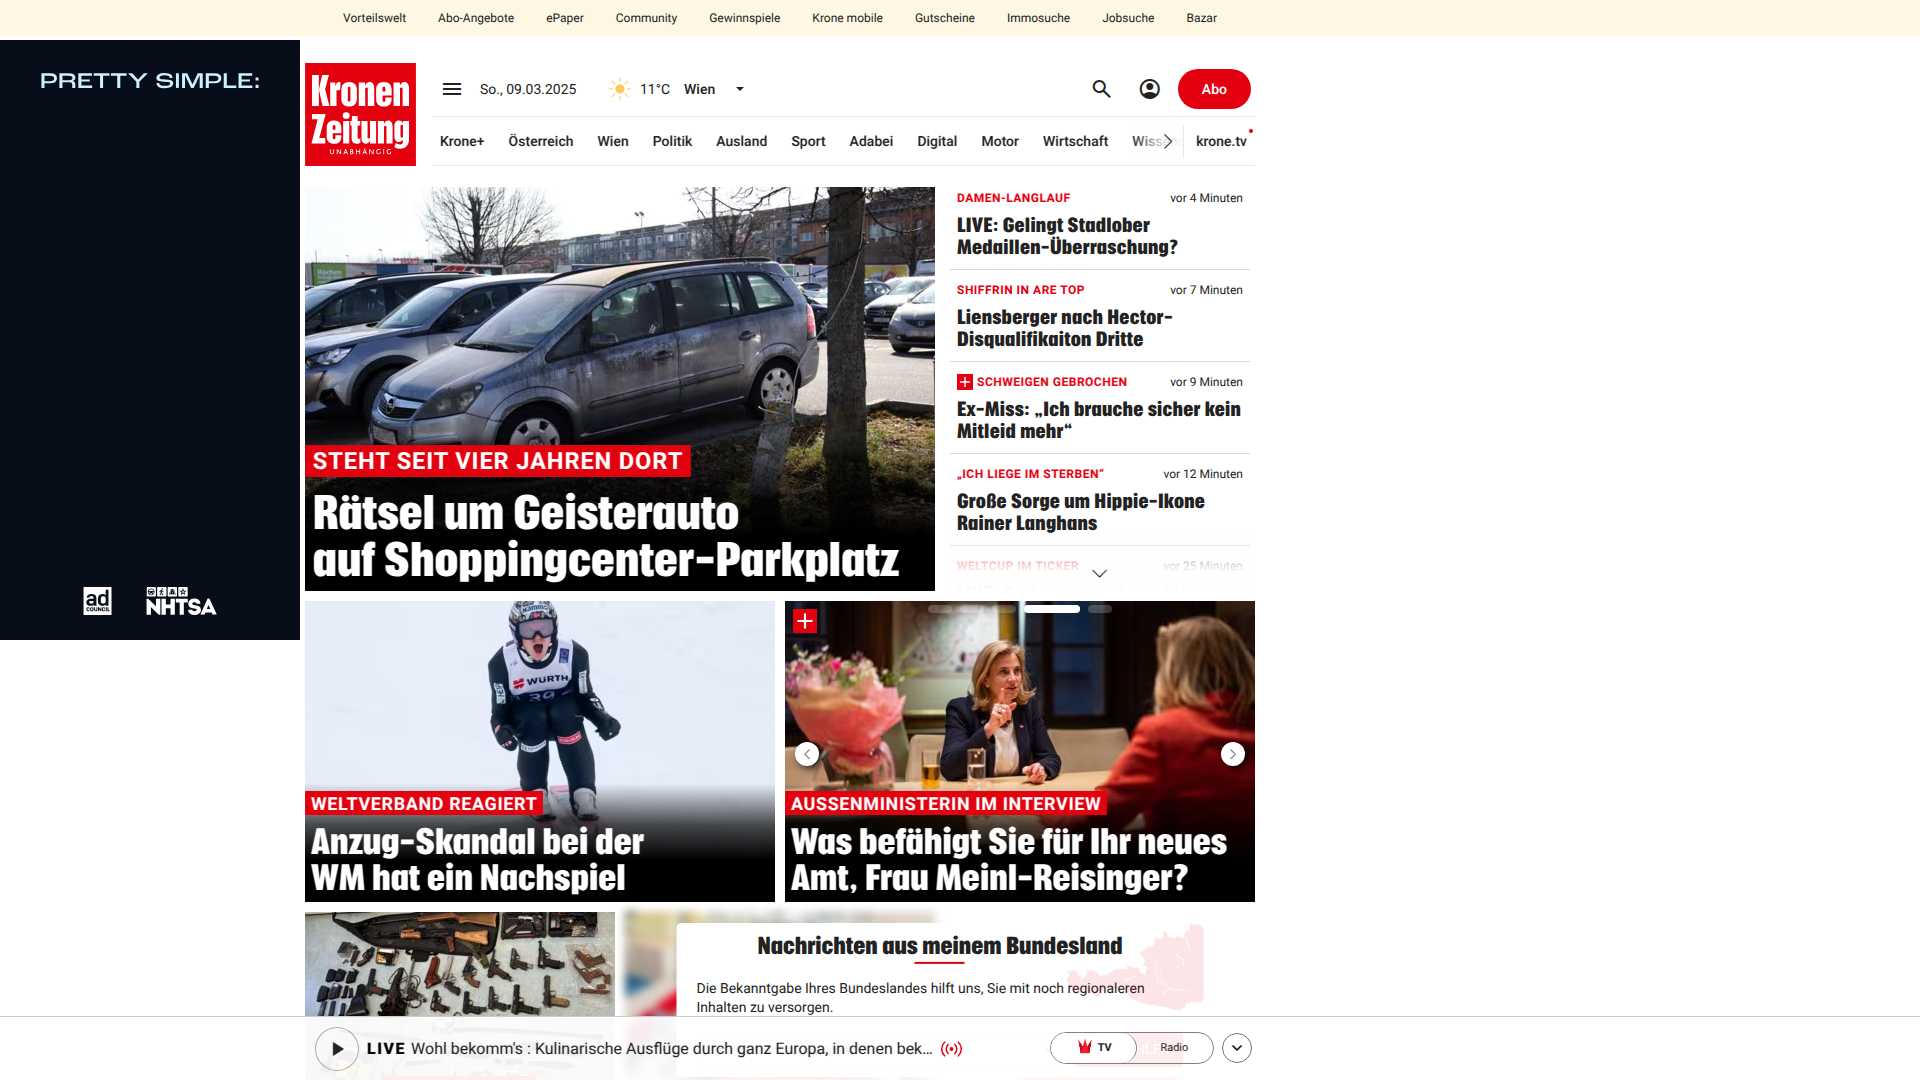 Vorteilswelt Abo-Angebote ePaper Community Gewinnspiele Krone mobile Gutscheine Immosuche Jobsuche Bazar
PRETTY SIMPLE:
ad
COUNCIL
NHTSA
Kronen
Zeitung
UNABHÄNGIG
So., 09.03.2025 11°C Wien
Abo
Krone+ Österreich Wien Politik Ausland Sport Adabei Digital Motor Wirtschaft krone.tv
STEHT SEIT VIER JAHREN DORT
Rätsel um Geisterauto
auf Shoppingcenter-Parkplatz
DAMEN-LANGLAUF vor 4 Minuten
LIVE: Gelingt Stadlober
Medaillen-Überraschung?
SHIFFRIN IN ARE TOP vor 7 Minuten
Liensberger nach Hector-
Disqualifikaiton Dritte
SCHWEIGEN GEBROCHEN vor 9 Minuten
Ex-Miss: „Ich brauche sicher kein
Mitleid mehr“
„ICH LIEGE IM STERBEN“ vor 12 Minuten
Große Sorge um Hippie-Ikone
Rainer Langhans
WELTCUP IM TICKER vor 25 Minuten
WÜRTH
WELTVERBAND REAGIERT
Anzug-Skandal bei der
WM hat ein Nachspiel
AUSSENMINISTERIN IM INTERVIEW
Was befähigt Sie für Ihr neues
Amt, Frau Meinl-Reisinger?
Nachrichten aus meinem Bundesland
Die Bekanntgabe Ihres Bundeslandes hilft uns, Sie mit noch regionaleren
Inhalten zu versorgen.
LIVE Wohl bekomm's : Kulinarische Ausflüge durch ganz Europa, in denen bek...
TV Radio